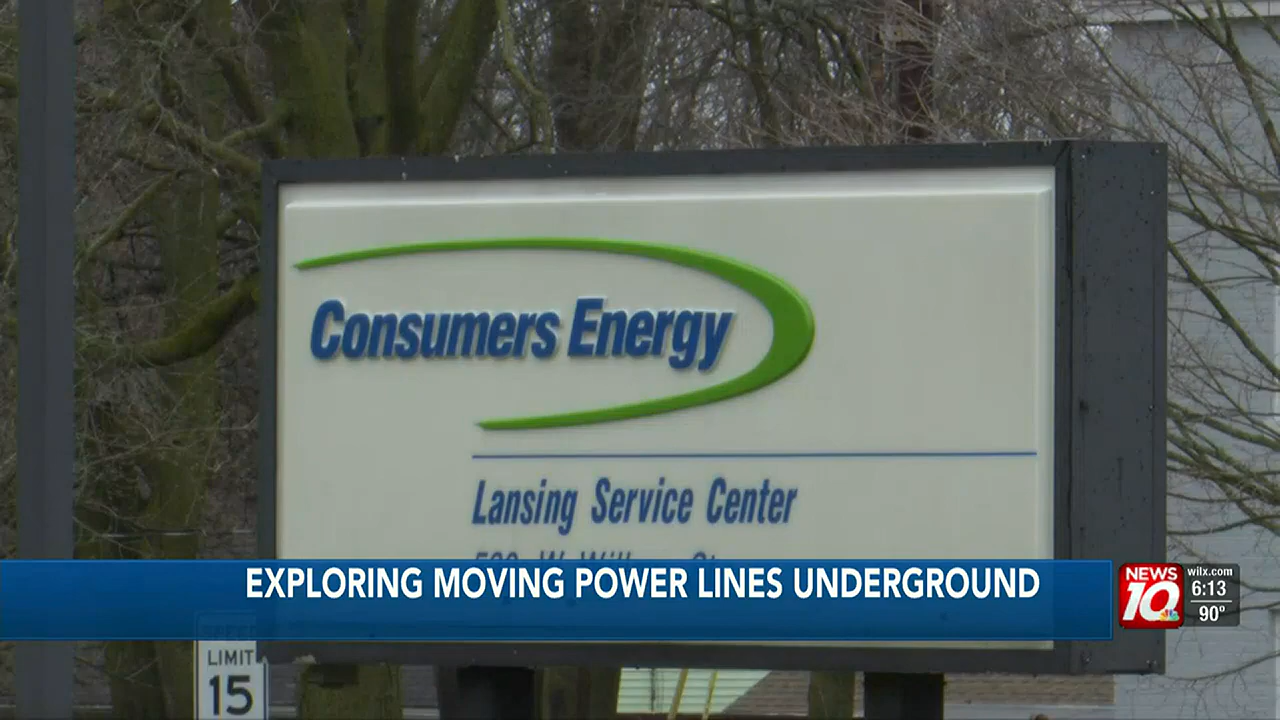 Consumers Energy
Lansing Service Center
EXPLORING MOVING POWER LINES UNDERGROUND
NEWS
10
wilx.com
6:13
90°
LIMIT
15